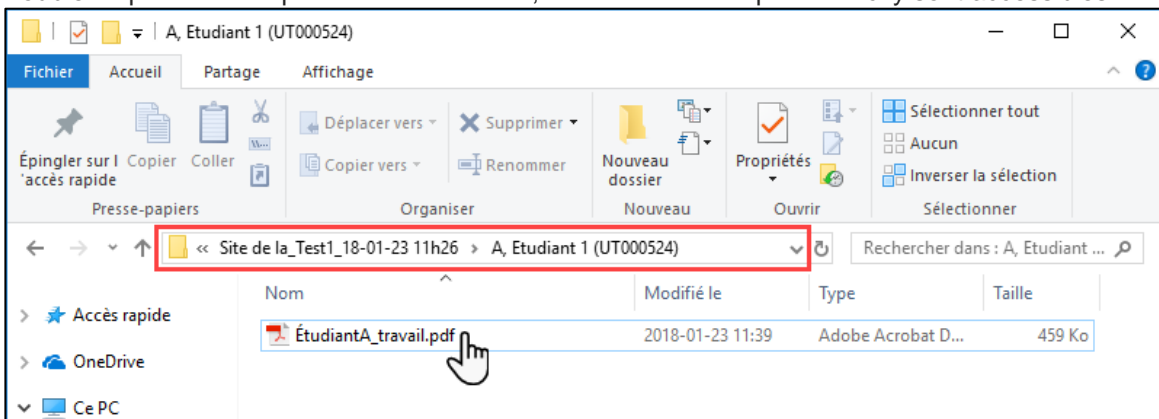 A, Etudiant 1 (UT000524)
Fichier Accueil Partage Affichage
Épingler sur l 'accès rapide
Copier
Coller
Déplacer vers
Copier vers
Supprimer
Renommer
Nouveau dossier
Propriétés
Sélectionner tout
Aucun
Inverser la sélection
Presse-papiers Organiser Nouveau Ouvrir Sélectionner
« Site de la_Test1_18-01-23 11h26 > A, Etudiant 1 (UT000524) Rechercher dans : A, Etudiant ...
Nom Modifié le Type Taille
Accès rapide
ÉtudiantA_travail.pdf 2018-01-23 11:39 Adobe Acrobat D... 459 Ko
OneDrive
Ce PC